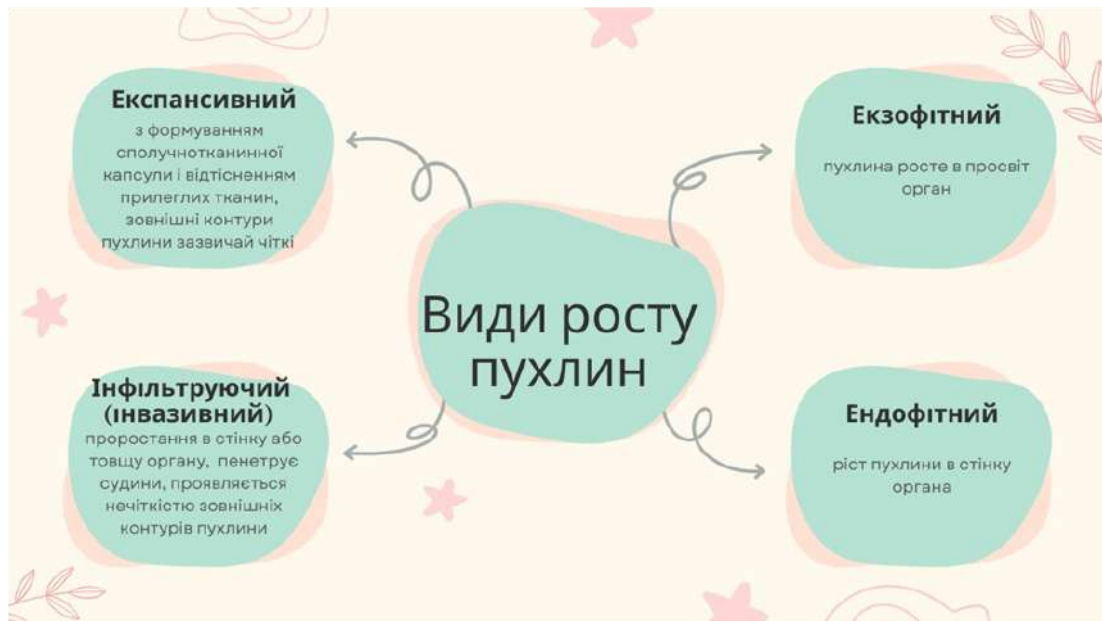 Експансивний
з формуванням
сполучнотканинної
капсули і відтісненням
прилеглих тканин,
зовнішні контури
пухлини зазвичай чіткі
Екзофітний
пухлина росте в просвіт
орган
Види росту
пухлин
Інфільтруючий
(інвазивний)
проростання в стінку або
товщу органу, пенетрує
судини, проявляється
нечіткістю зовнішніх
контурів пухлини
Ендофітний
ріст пухлини в стінку
органа